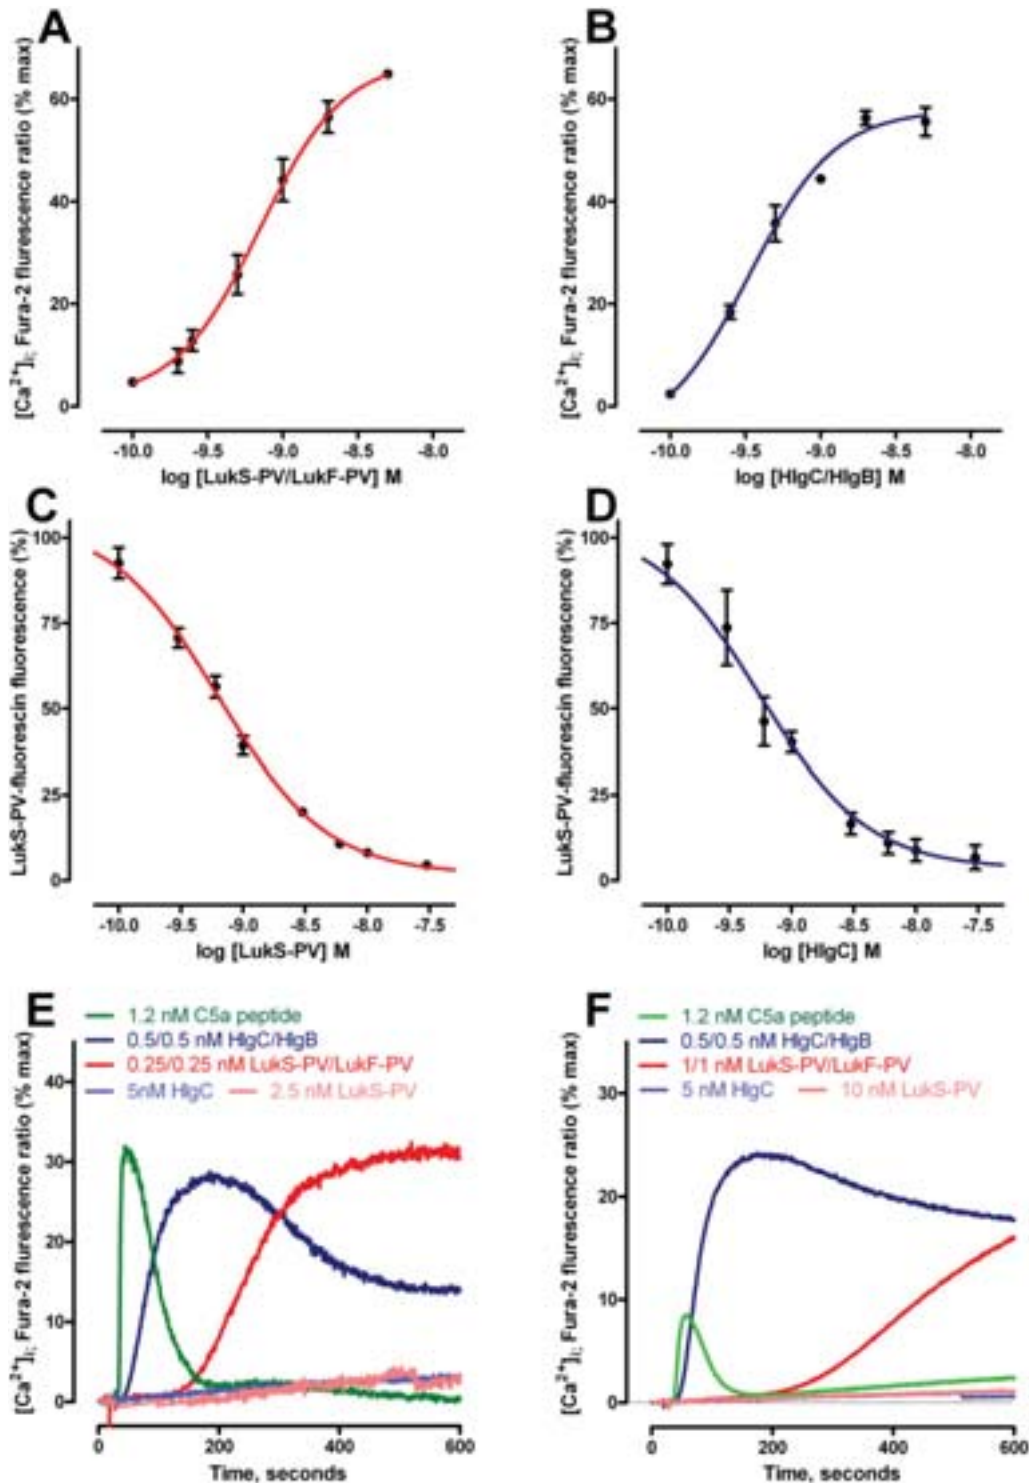 A
[Ca²⁺]ᵢ; Fura-2 flurescence ratio (% max)
60
40
20
0
-10.0 -9.5 -9.0 -8.5 -8.0
log [LukS-PV/LukF-PV] M
B
[Ca²⁺]ᵢ; Fura-2 flurescence ratio (% max)
60
40
20
0
-10.0 -9.5 -9.0 -8.5 -8.0
log [HlgC/HlgB] M
C
LukS-PV-fluorescin fluorescence (%)
100
75
50
25
0
-10.0 -9.5 -9.0 -8.5 -8.0 -7.5
log [LukS-PV] M
D
LukS-PV-fluorescin fluorescence (%)
100
75
50
25
0
-10.0 -9.5 -9.0 -8.5 -8.0 -7.5
log [HlgC] M
E
1.2 nM C5a peptide
0.5/0.5 nM HlgC/HlgB
0.25/0.25 nM LukS-PV/LukF-PV
5nM HlgC 2.5 nM LukS-PV
[Ca²⁺]ᵢ; Fura-2 flurescence ratio (% max)
40
30
20
10
0
0 200 400 600
Time, seconds
F
1.2 nM C5a peptide
0.5/0.5 nM HlgC/HlgB
1/1 nM LukS-PV/LukF-PV
5 nM HlgC 10 nM LukS-PV
[Ca²⁺]ᵢ; Fura-2 flurescence ratio (% max)
30
20
10
0
0 200 400 600
Time, seconds